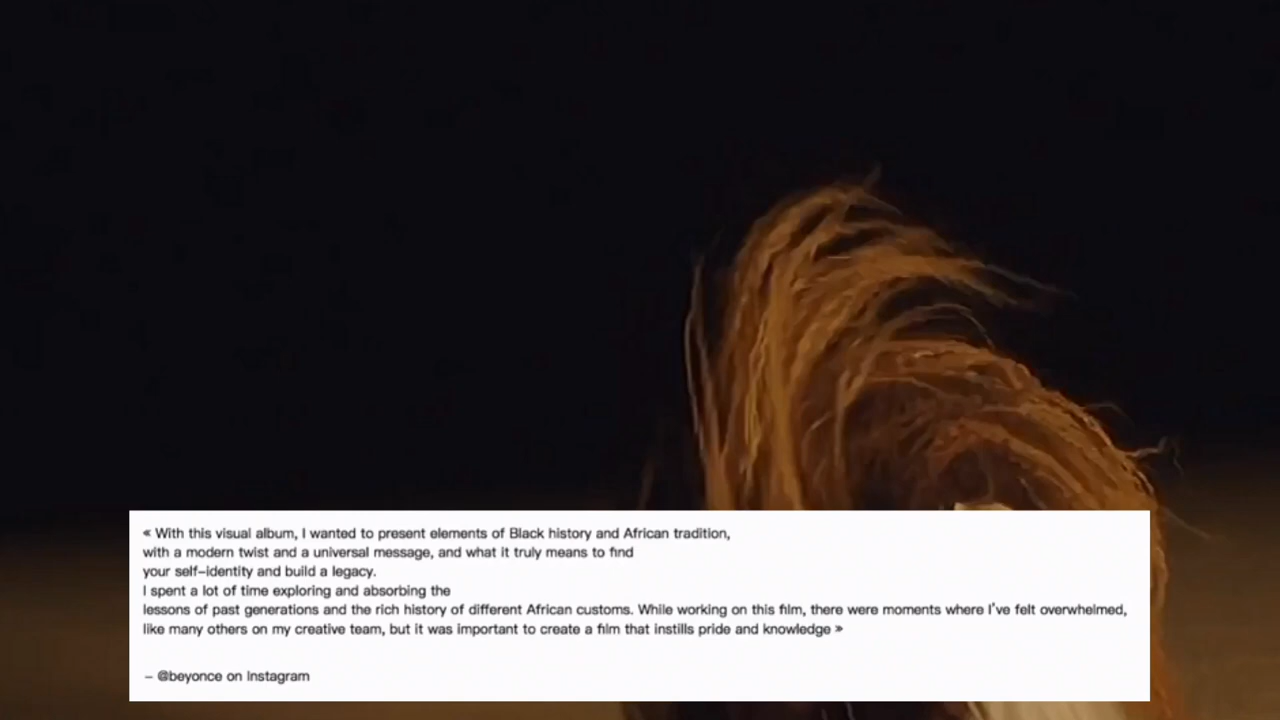 « With this visual album, I wanted to present elements of Black history and African tradition,
with a modern twist and a universal message, and what it truly means to find
your self-identity and build a legacy.
I spent a lot of time exploring and absorbing the
lessons of past generations and the rich history of different African customs. While working on this film, there were moments where I've felt overwhelmed,
like many others on my creative team, but it was important to create a film that instills pride and knowledge »
– @beyonce on Instagram